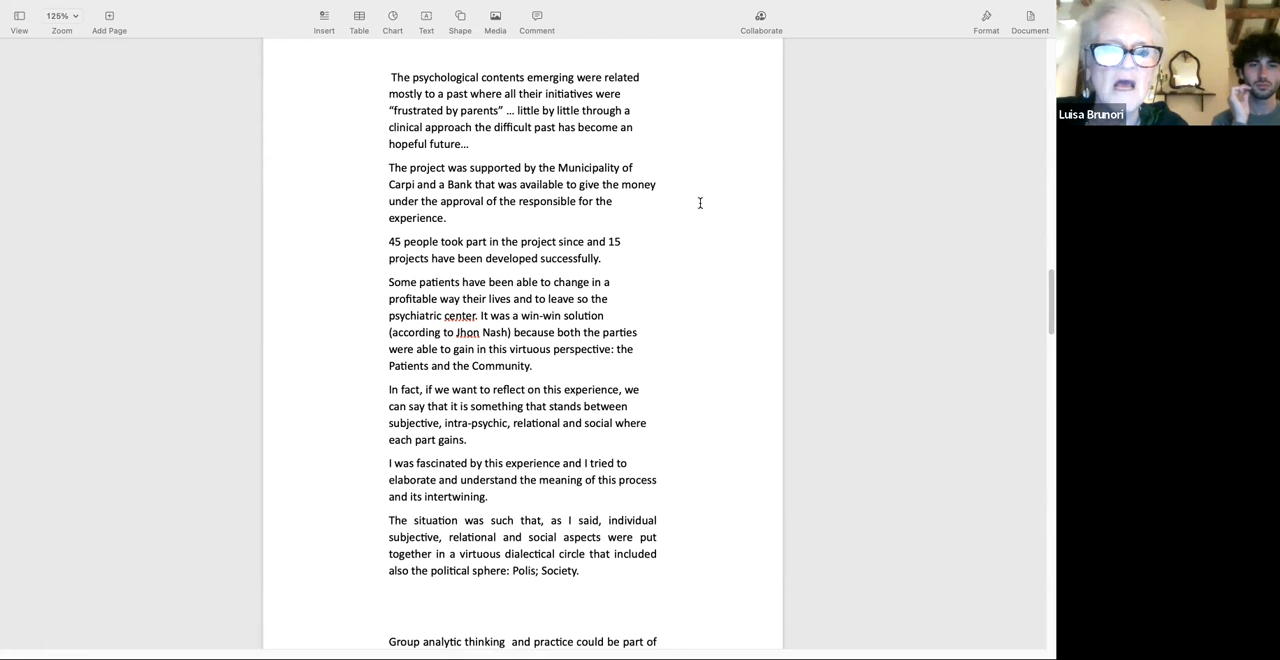 125%
View
Zoom
Add Page
Insert
Table
Chart
Text
Shape
Media
Comment
Collaborate
Format
Document
Luisa Brunori
The psychological contents emerging were related
mostly to a past where all their initiatives were
“frustrated by parents” ... little by little through a
clinical approach the difficult past has become an
hopeful future...
The project was supported by the Municipality of
Carpi and a Bank that was available to give the money
under the approval of the responsible for the
experience.
45 people took part in the project since and 15
projects have been developed successfully.
Some patients have been able to change in a
profitable way their lives and to leave so the
psychiatric center. It was a win-win solution
(according to Jhon Nash) because both the parties
were able to gain in this virtuous perspective: the
Patients and the Community.
In fact, if we want to reflect on this experience, we
can say that it is something that stands between
subjective, intra-psychic, relational and social where
each part gains.
I was fascinated by this experience and I tried to
elaborate and understand the meaning of this process
and its intertwining.
The situation was such that, as I said, individual
subjective, relational and social aspects were put
together in a virtuous dialectical circle that included
also the political sphere: Polis; Society.
Group analytic thinking and practice could be part of